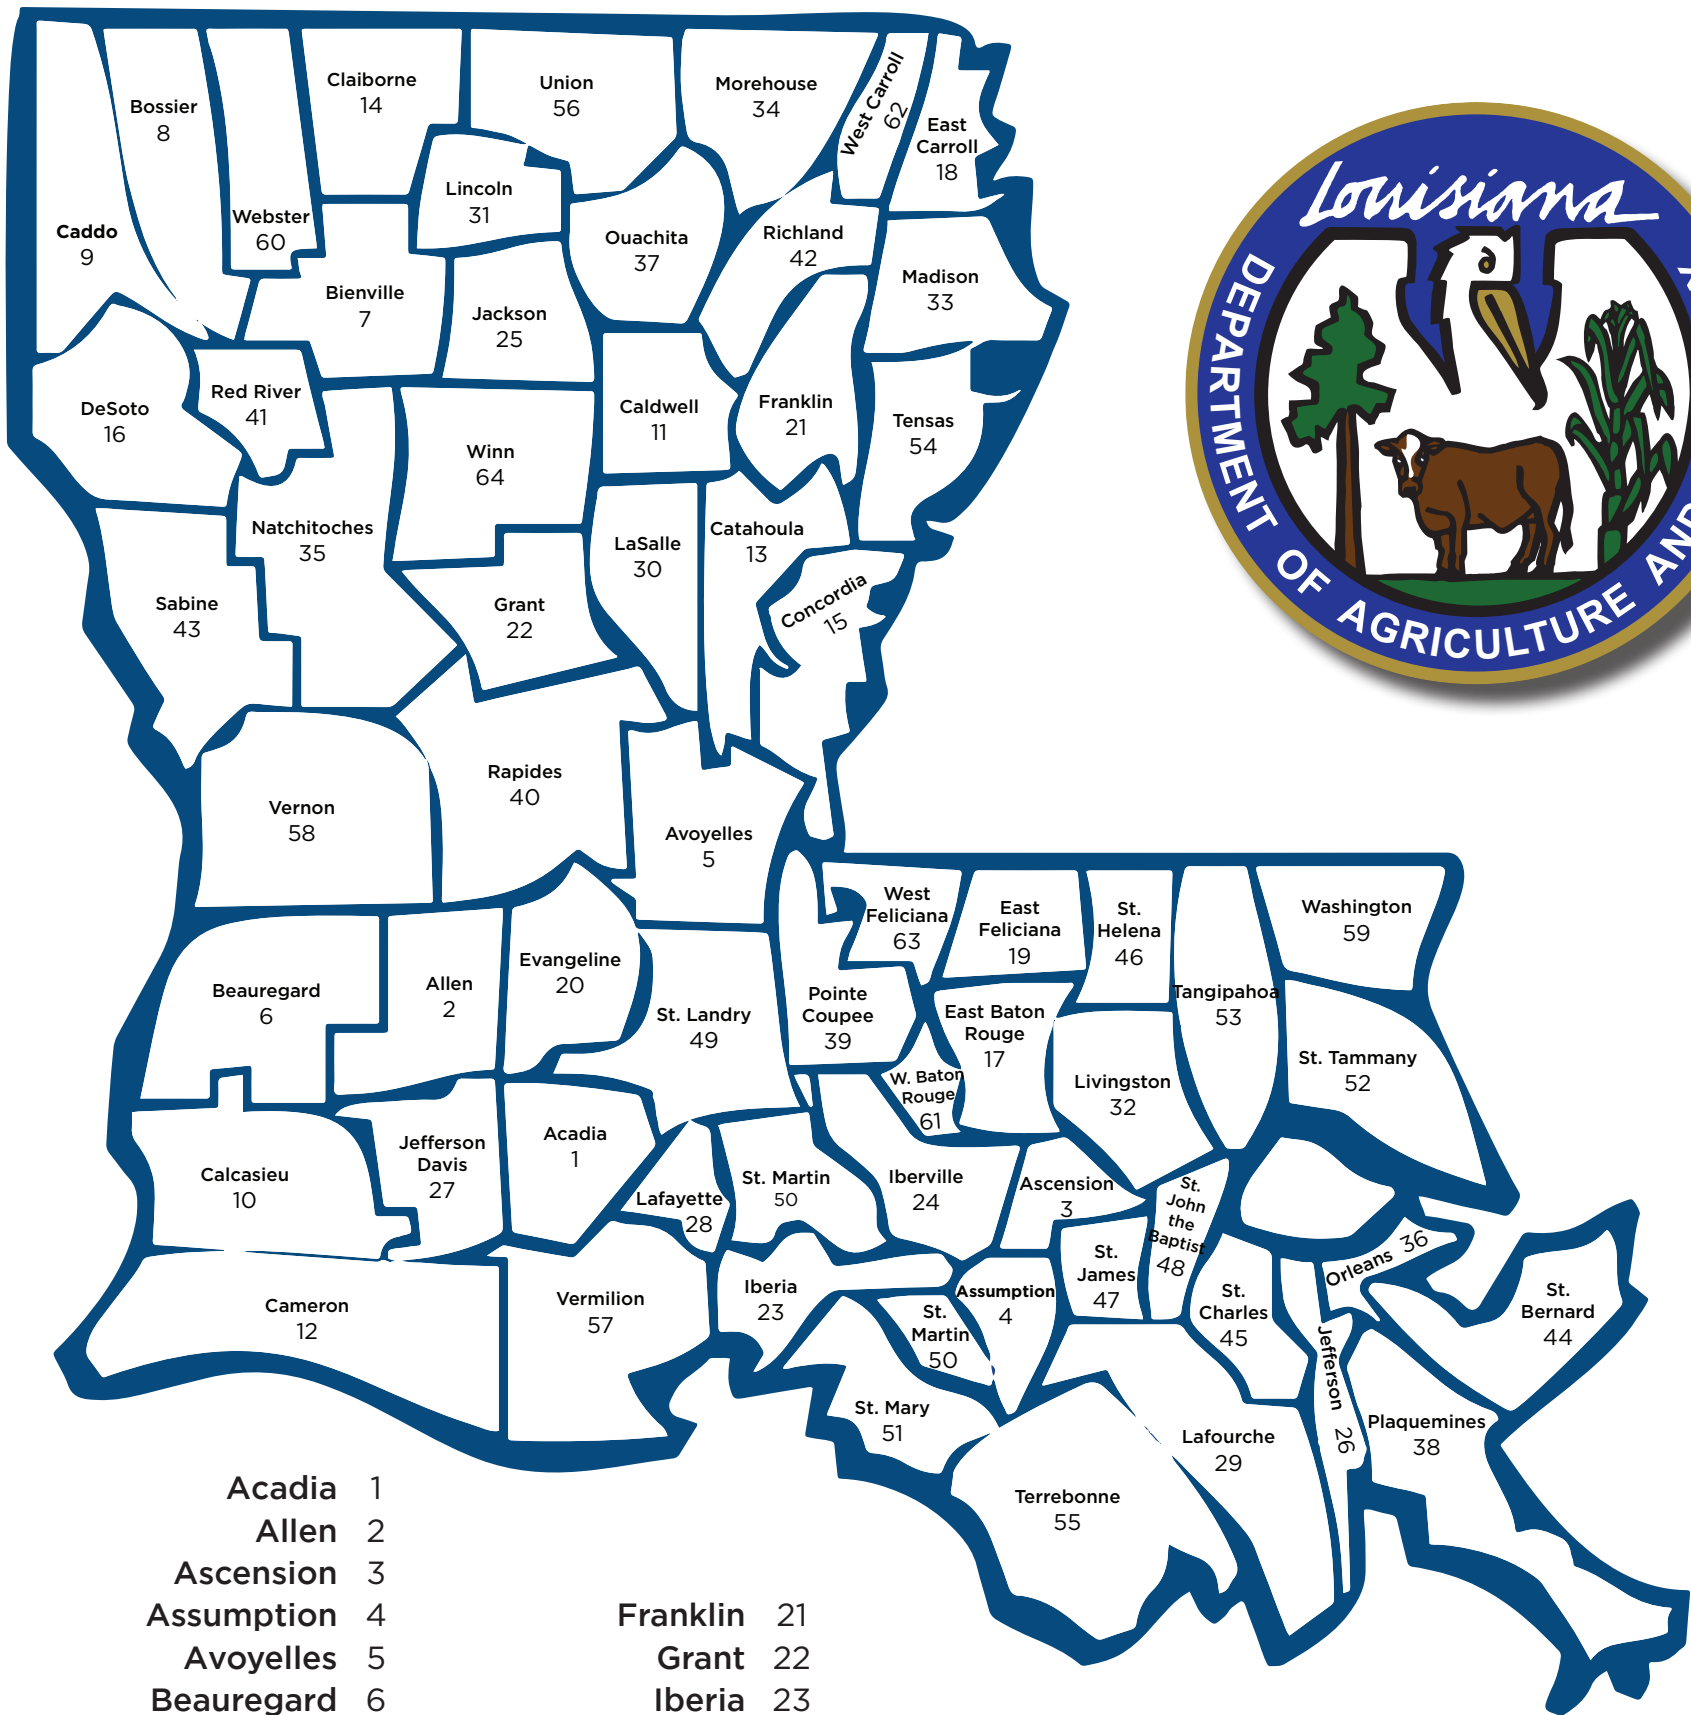 Claiborne
14
Union
56
Morehouse
34
West Carroll
62
Bossier
8
East
Carroll
18
Lincoln
31
Webster
60
Caddo
9
Ouachita
37
Richland
42
Madison
33
Bienville
7
Jackson
25
DeSoto
16
Red River
41
Caldwell
11
Franklin
21
Tensas
54
Winn
64
Natchitoches
35
LaSalle
30
Catahoula
13
Concordia
15
Sabine
43
Grant
22
Rapides
40
Vernon
58
Avoyelles
5
West
Feliciana
63
East
Feliciana
19
St.
Helena
46
Washington
59
Tangipahoa
53
Beauregard
6
Allen
2
Evangeline
20
St. Landry
49
Pointe
Coupee
39
East Baton
Rouge
17
St. Tammany
52
W. Baton
Rouge
61
Livingston
32
Calcasieu
10
Jefferson
Davis
27
Acadia
1
Lafayette
28
St. Martin
50
Iberville
24
Ascension
3
St.
John
the
Baptist
48
St.
James
47
Orleans 36
Cameron
12
Vermilion
57
Iberia
23
St.
Martin
50
Assumption
4
St.
Charles
45
Jefferson 26
St.
Bernard
44
St. Mary
51
Lafourche
29
Plaquemines
38
Terrebonne
55
Louisiana
DEPARTMENT OF AGRICULTURE AND
Acadia 1
Allen 2
Ascension 3
Assumption 4
Avoyelles 5
Beauregard 6
Franklin 21
Grant 22
Iberia 23